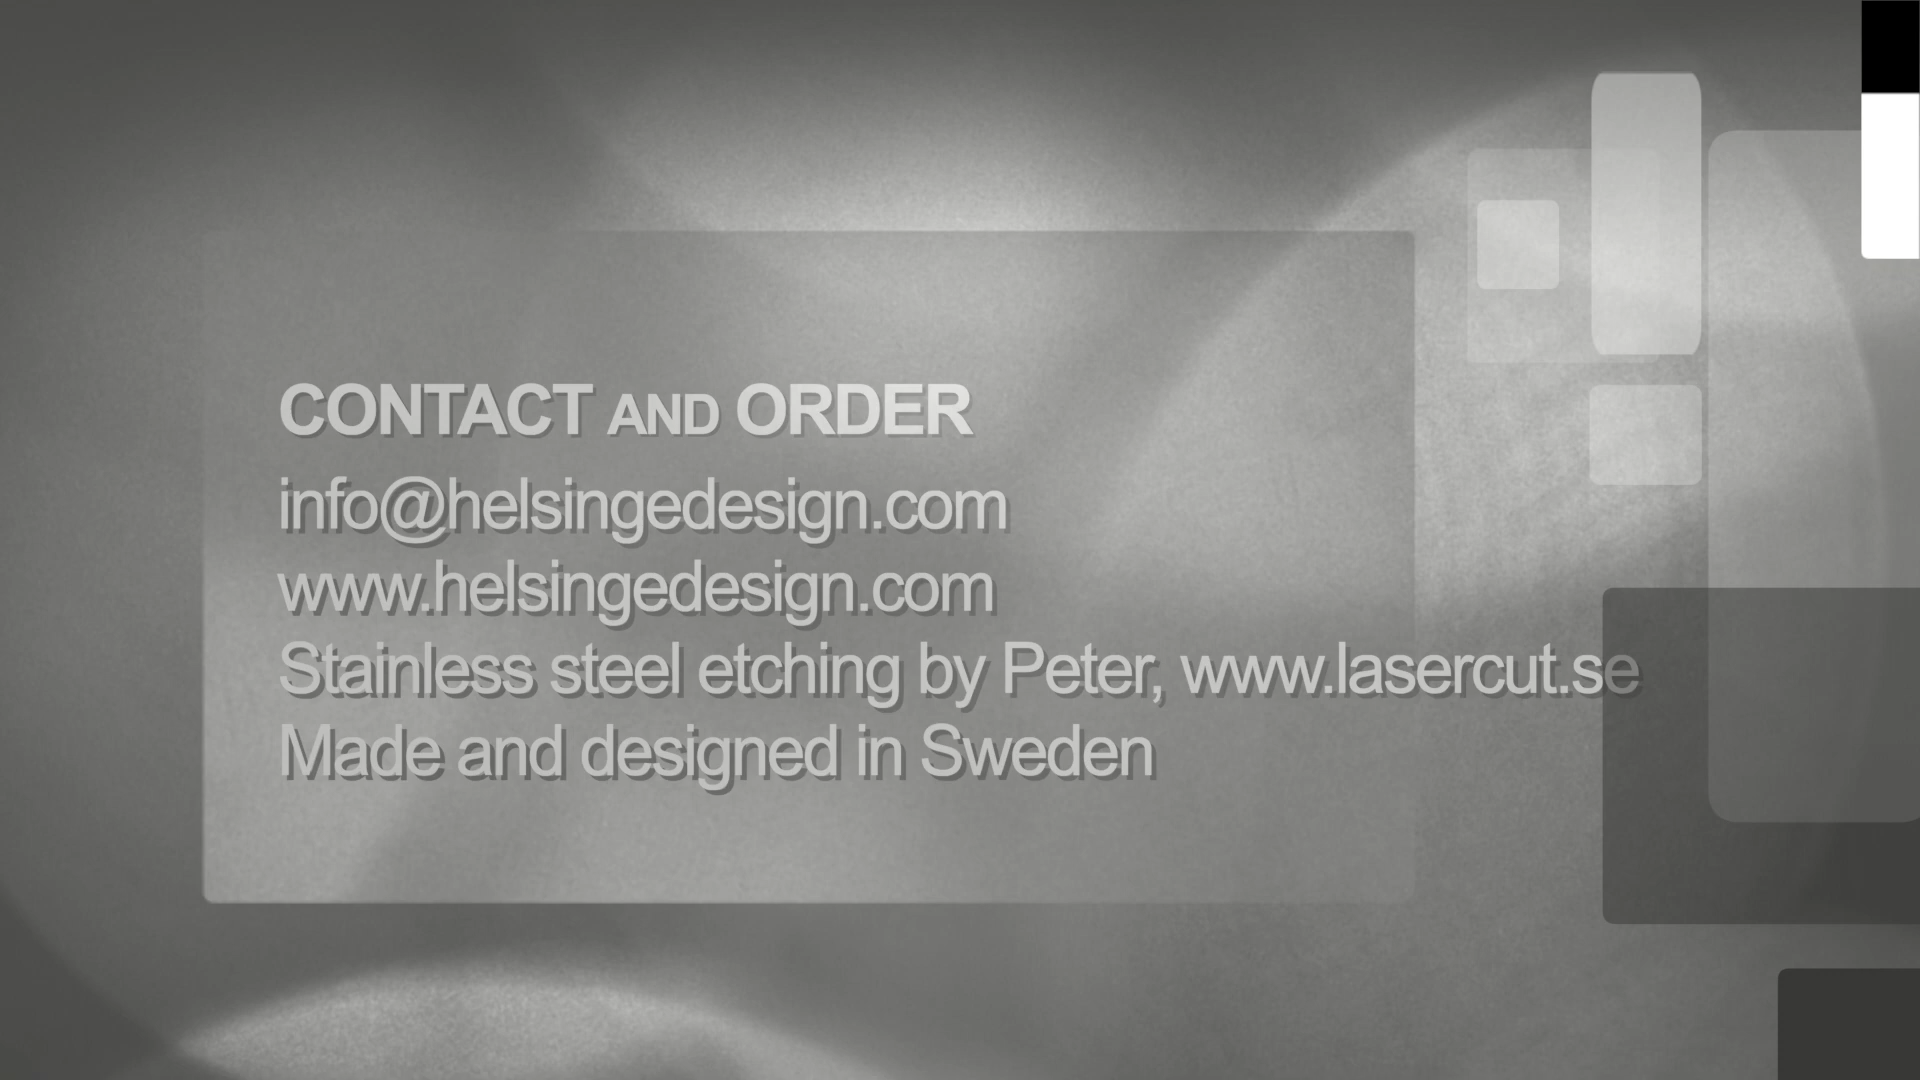 CONTACT AND ORDER
info@helsingedesign.com
www.helsingedesign.com
Stainless steel etching by Peter, www.lasercut.se
Made and designed in Sweden